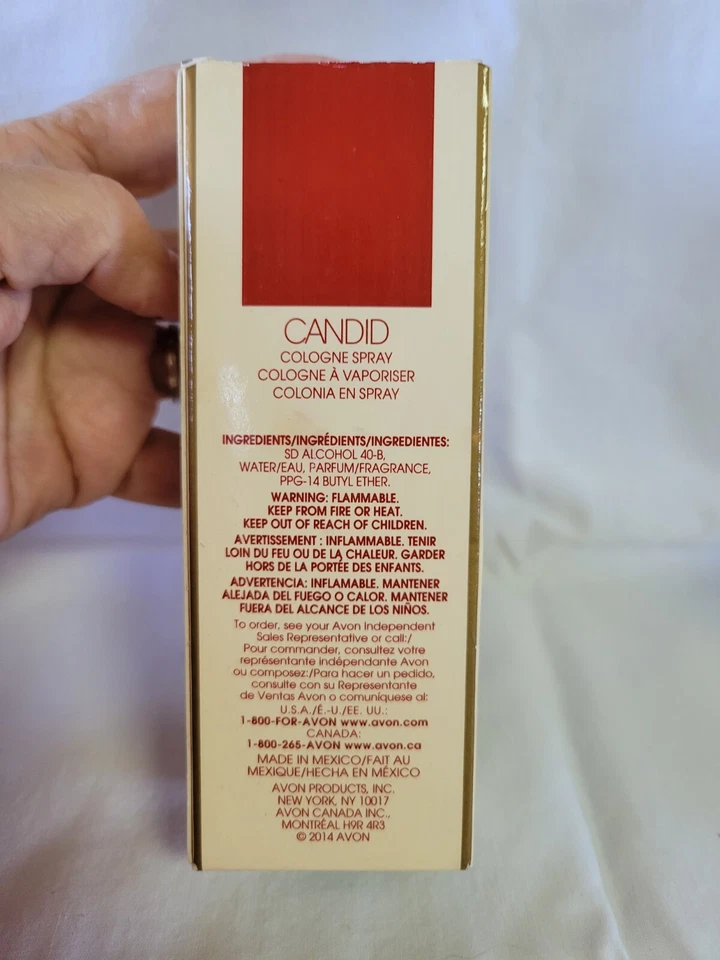 CANDID
COLOGNE SPRAY
COLOGNE À VAPORISER
COLONIA EN SPRAY
INGREDIENTS/INGRÉDIENTS/INGREDIENTES:
SD ALCOHOL 40-B,
WATER/EAU, PARFUM/FRAGRANCE,
PPG-14 BUTYL ETHER.
WARNING: FLAMMABLE.
KEEP FROM FIRE OR HEAT.
KEEP OUT OF REACH OF CHILDREN.
AVERTISSEMENT : INFLAMMABLE. TENIR
LOIN DU FEU OU DE LA CHALEUR. GARDER
HORS DE LA PORTÉE DES ENFANTS.
ADVERTENCIA: INFLAMABLE. MANTENER
ALEJADA DEL FUEGO O CALOR. MANTENER
FUERA DEL ALCANCE DE LOS NIÑOS.
To order, see your Avon Independent
Sales Representative or call:/
Pour commander, consultez votre
représentante indépendante Avon
ou composez:/Para hacer un pedido,
consulte con su Representante
de Ventas Avon o comuníquese al:
U.S.A./É.-U./EE. UU.:
1-800-FOR-AVON www.avon.com
CANADA:
1-800-265-AVON www.avon.ca
MADE IN MEXICO/FAIT AU
MEXIQUE/HECHA EN MÉXICO
AVON PRODUCTS, INC.
NEW YORK, NY 10017
AVON CANADA INC.,
MONTRÉAL H9R 4R3
© 2014 AVON